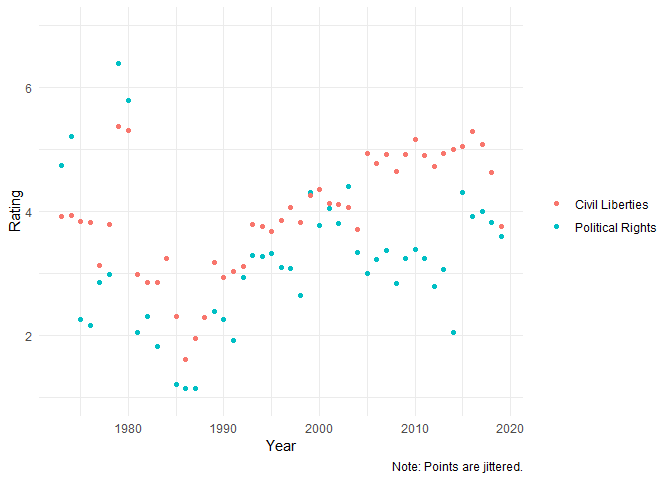 6
4
2
Rating
1980 1990 2000 2010 2020
Year
Civil Liberties
Political Rights
Note: Points are jittered.